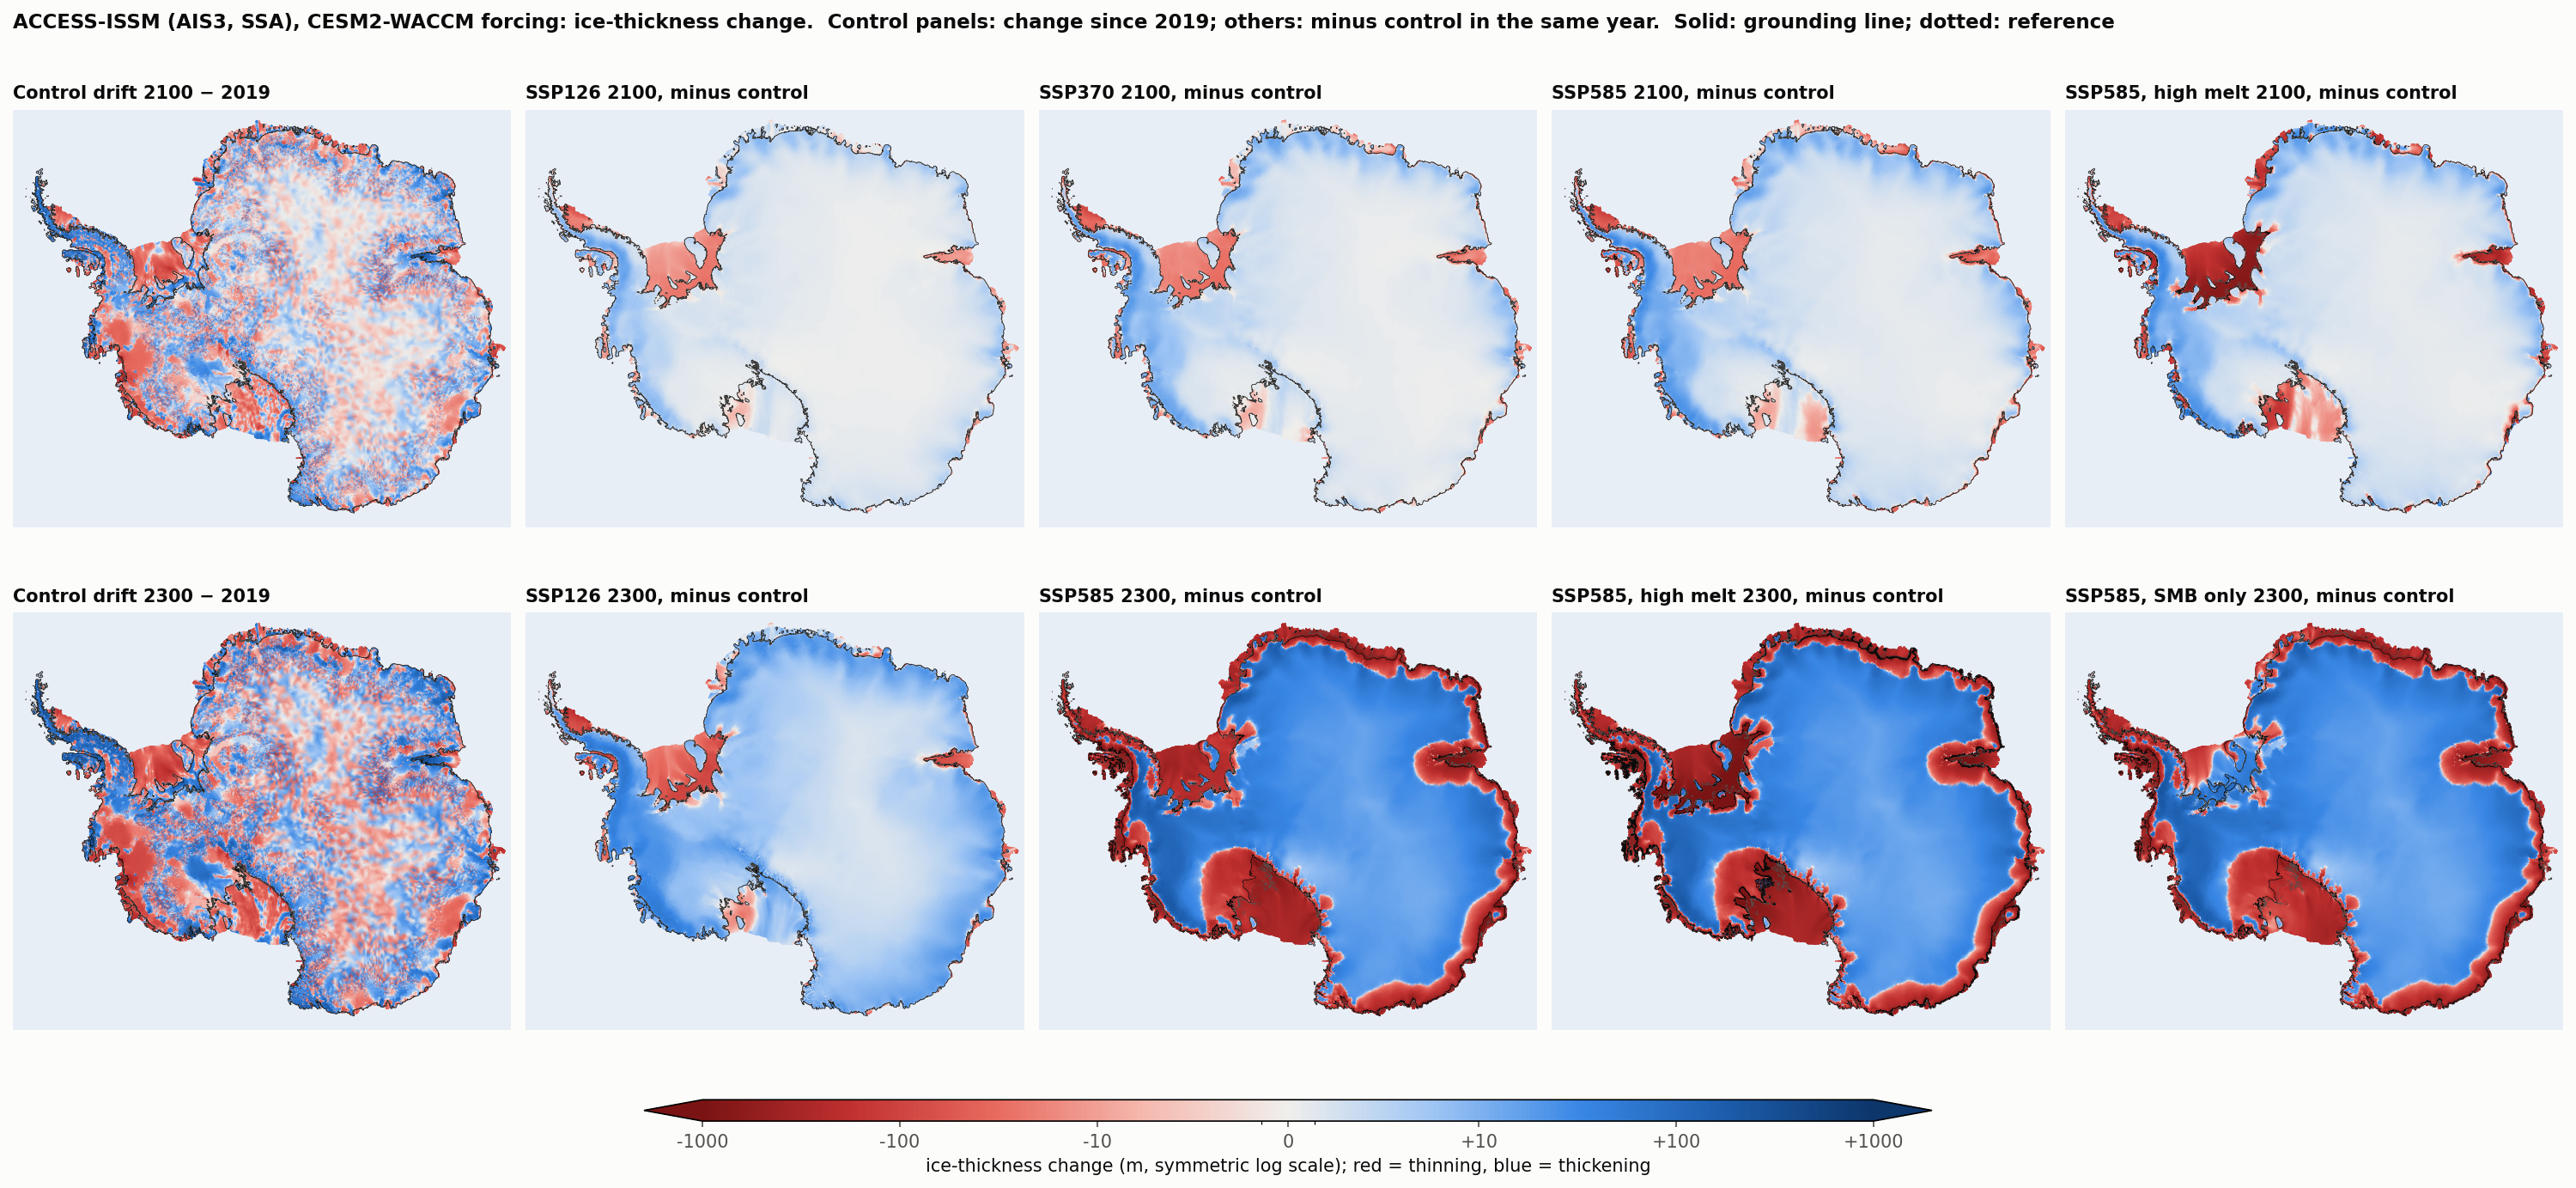 ACCESS-ISSM (AIS3, SSA), CESM2-WACCM forcing: ice-thickness change.  Control panels: change since 2019; others: minus control in the same year.  Solid: grounding line; dotted: reference
Control drift 2100 − 2019
SSP126 2100, minus control
SSP370 2100, minus control
SSP585 2100, minus control
SSP585, high melt 2100, minus control
Control drift 2300 − 2019
SSP126 2300, minus control
SSP585 2300, minus control
SSP585, high melt 2300, minus control
SSP585, SMB only 2300, minus control
-1000 -100 -10 0 +10 +100 +1000
ice-thickness change (m, symmetric log scale); red = thinning, blue = thickening